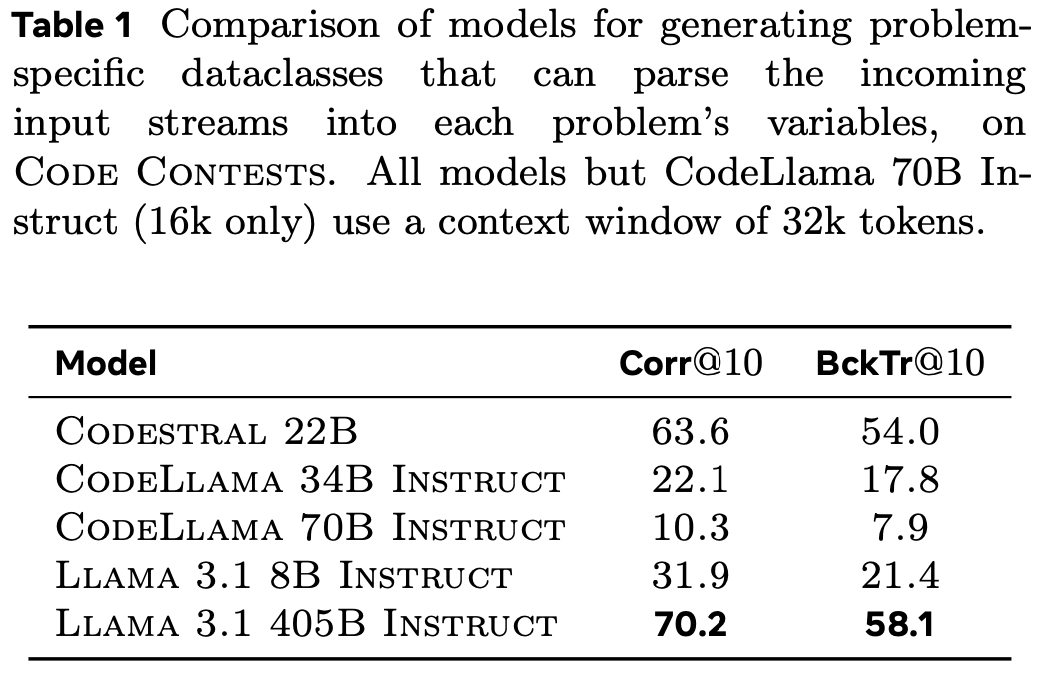 Table 1 Comparison of models for generating problem-
specific dataclasses that can parse the incoming
input streams into each problem's variables, on
CODE CONTESTS. All models but CodeLlama 70B In-
struct (16k only) use a context window of 32k tokens.
Model Corr@10 BckTr@10
CODESTRAL 22B 63.6 54.0
CODELLAMA 34B INSTRUCT 22.1 17.8
CODELLAMA 70B INSTRUCT 10.3 7.9
LLAMA 3.1 8B INSTRUCT 31.9 21.4
LLAMA 3.1 405B INSTRUCT 70.2 58.1